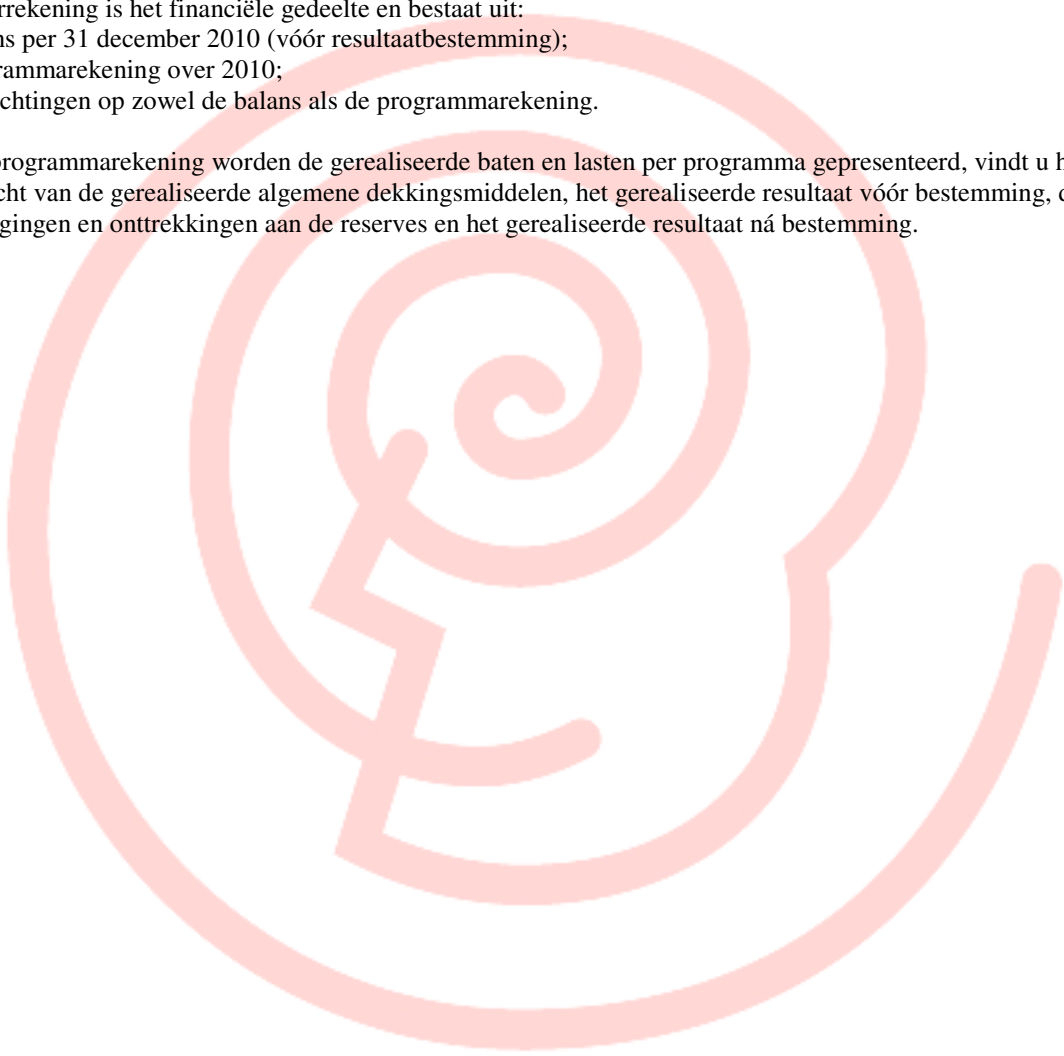 rrekening is het financiële gedeelte en bestaat uit:
ns per 31 december 2010 (vóór resultaatbestemming);
rammarekening over 2010;
chtingen op zowel de balans als de programmarekening.
programmarekening worden de gerealiseerde baten en lasten per programma gepresenteerd, vindt u h
cht van de gerealiseerde algemene dekkingsmiddelen, het gerealiseerde resultaat vóór bestemming, d
gingen en onttrekkingen aan de reserves en het gerealiseerde resultaat ná bestemming.